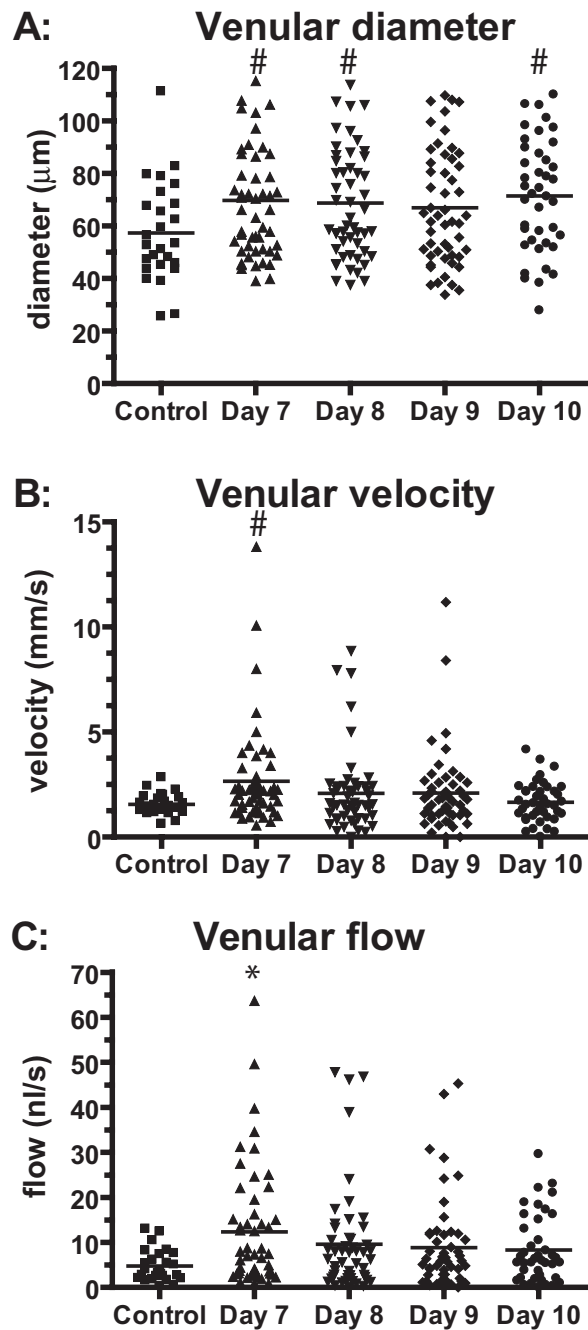 A: Venular diameter
# # #
diameter (μm)
120
100
80
60
40
20
0
Control Day 7 Day 8 Day 9 Day 10
B: Venular velocity
#
velocity (mm/s)
15
10
5
0
Control Day 7 Day 8 Day 9 Day 10
C: Venular flow
*
flow (nl/s)
70
60
50
40
30
20
10
0
Control Day 7 Day 8 Day 9 Day 10